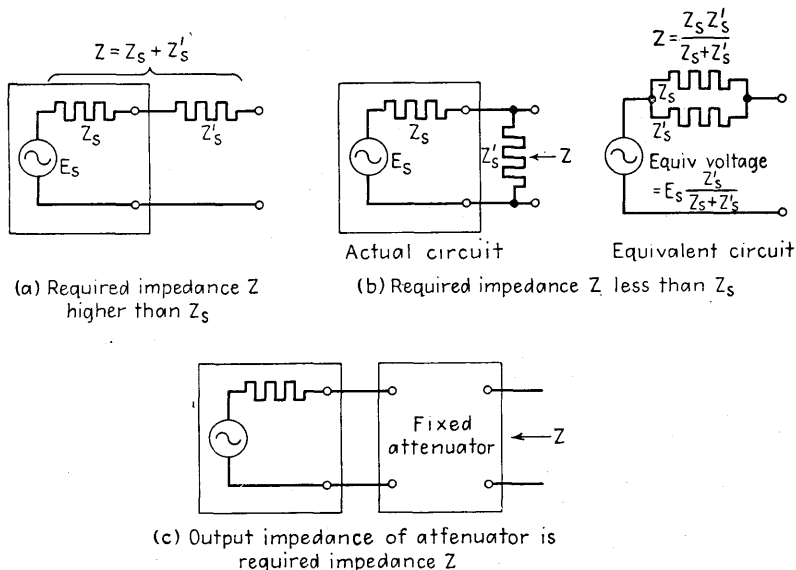 Z = Zs + Z's
Zs
Z's
Es
(a) Required impedance Z
higher than Zs
Zs
Es
Z's
Z
Actual circuit
Z = ZsZ's / Zs+Z's
Zs
Z's
Equiv voltage
= Es Z's / Zs+Z's
Equivalent circuit
(b) Required impedance Z less than Zs
Fixed
attenuator
Z
(c) Output impedance of attenuator is
required impedance Z